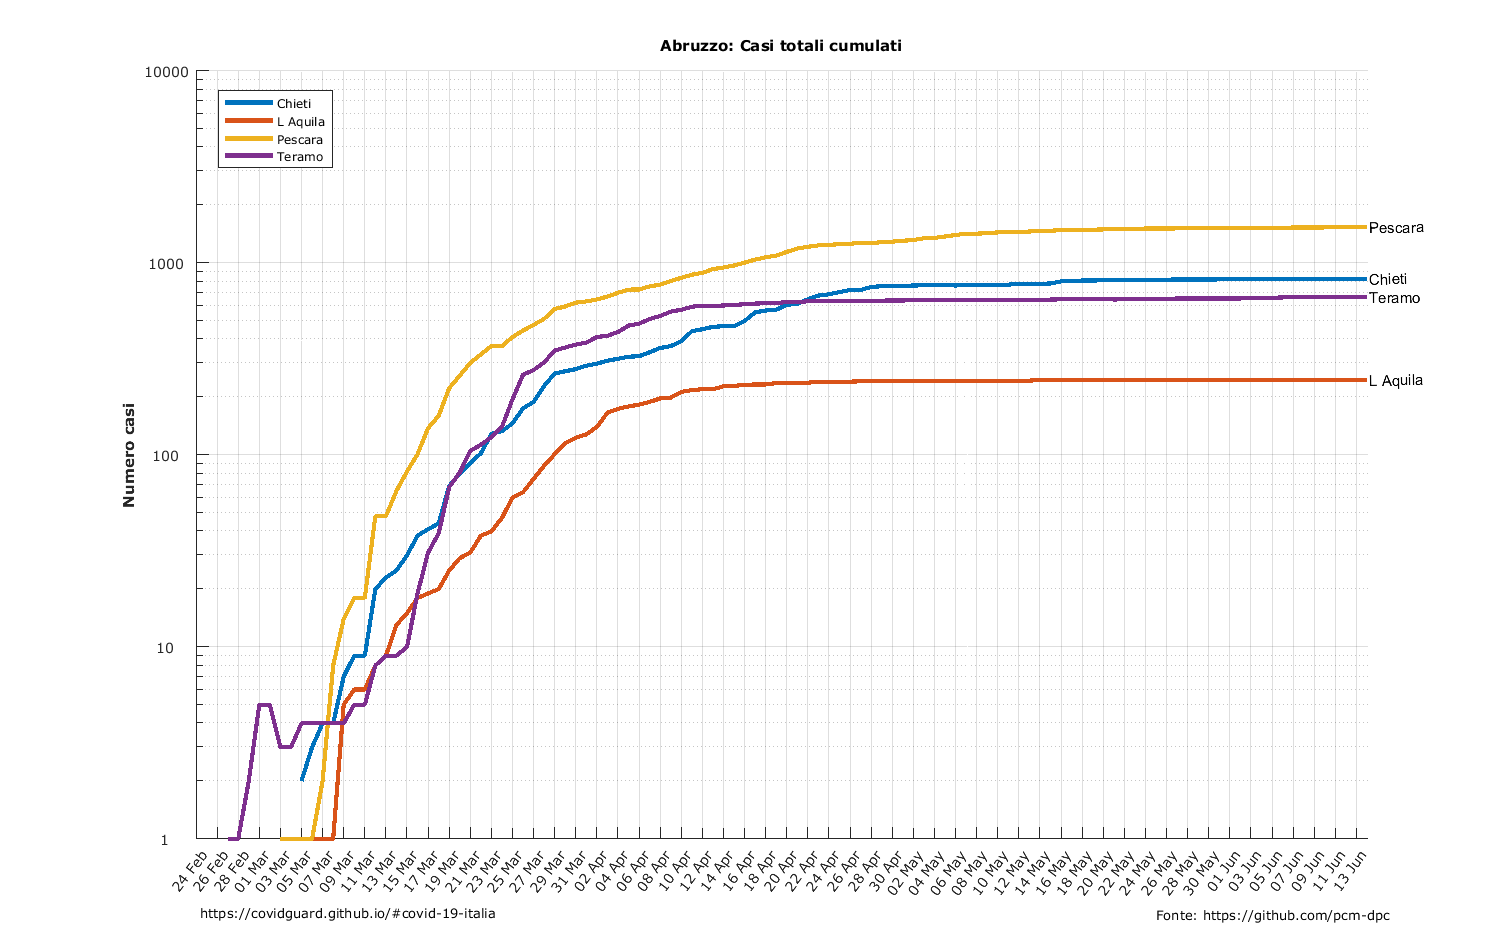 Abruzzo: Casi totali cumulati
10000
1000
100
10
1
Numero casi
Chieti
L Aquila
Pescara
Teramo
Pescara
Chieti
Teramo
L Aquila
24 Feb
26 Feb
28 Feb
01 Mar
03 Mar
05 Mar
07 Mar
09 Mar
11 Mar
13 Mar
15 Mar
17 Mar
19 Mar
21 Mar
23 Mar
25 Mar
27 Mar
29 Mar
31 Mar
02 Apr
04 Apr
06 Apr
08 Apr
10 Apr
12 Apr
14 Apr
16 Apr
18 Apr
20 Apr
22 Apr
24 Apr
26 Apr
28 Apr
30 Apr
02 May
04 May
06 May
08 May
10 May
12 May
14 May
16 May
18 May
20 May
22 May
24 May
26 May
28 May
30 May
01 Jun
03 Jun
05 Jun
07 Jun
09 Jun
11 Jun
13 Jun
https://covidguard.github.io/#covid-19-italia
Fonte: https://github.com/pcm-dpc